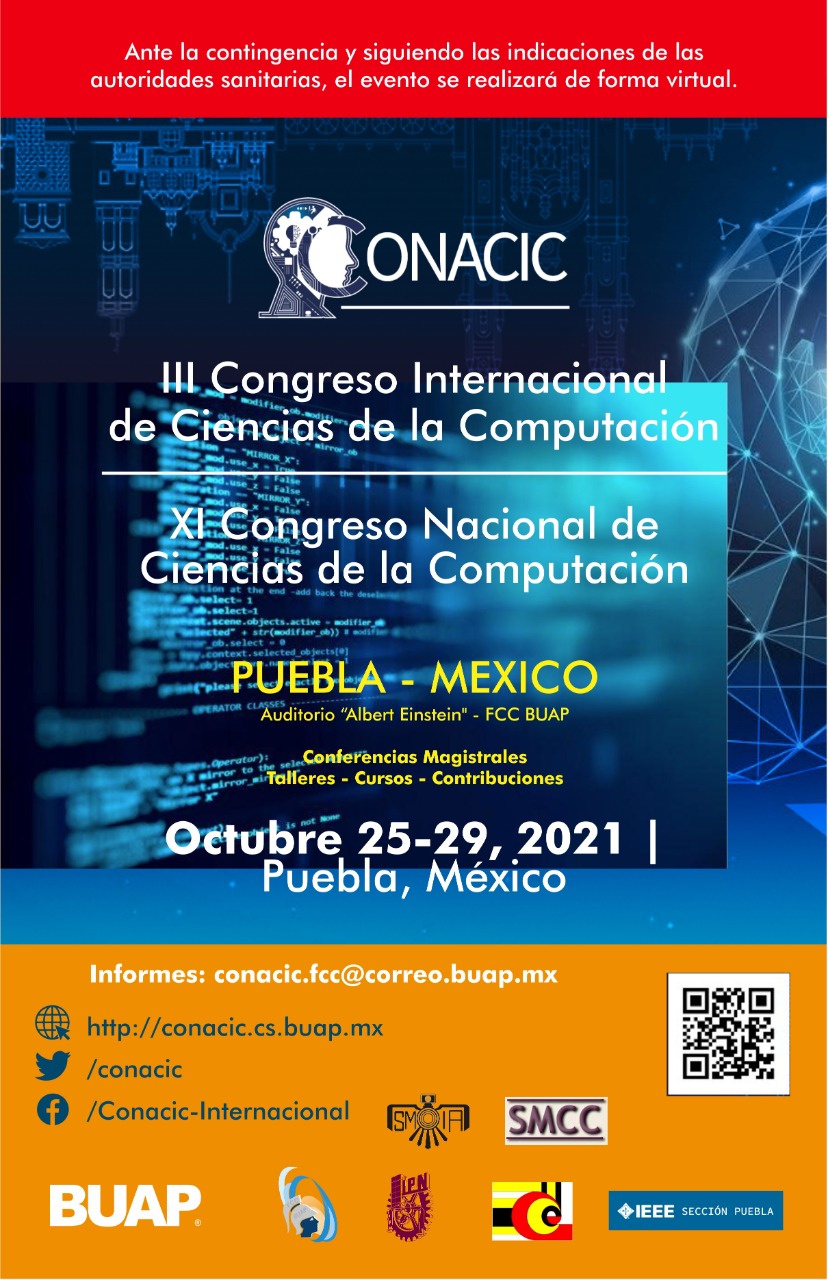 Ante la contingencia y siguiendo las indicaciones de las
autoridades sanitarias, el evento se realizará de forma virtual.
CONACIC
III Congreso Internacional
de Ciencias de la Computación
XI Congreso Nacional de
Ciencias de la Computación
PUEBLA - MEXICO
Auditorio “Albert Einstein" - FCC BUAP
Conferencias Magistrales
Talleres - Cursos - Contribuciones
Octubre 25-29, 2021 |
Puebla, México
Informes: conacic.fcc@correo.buap.mx
http://conacic.cs.buap.mx
/conacic
/Conacic-Internacional
SMIA
SMCC
BUAP®
IPN
IEEE SECCIÓN PUEBLA